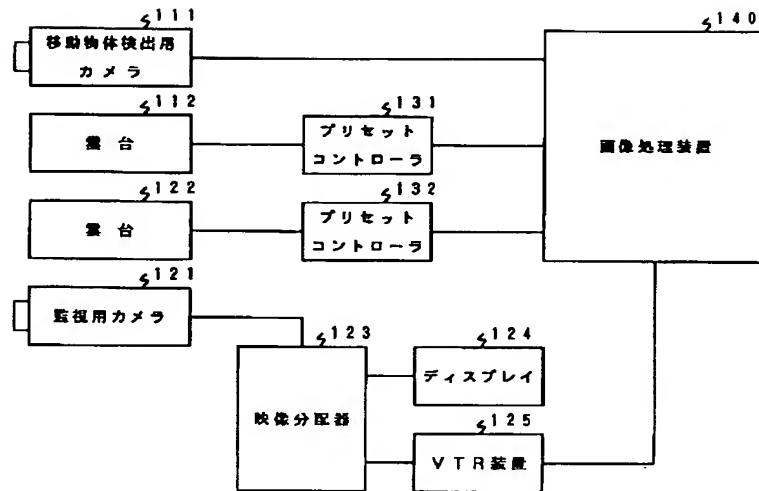 111
移動物体検出用
カメラ
140
画像処理装置
112
雲台
131
プリセット
コントローラ
122
雲台
132
プリセット
コントローラ
121
監視用カメラ
123
映像分配器
124
ディスプレイ
125
VTR装置